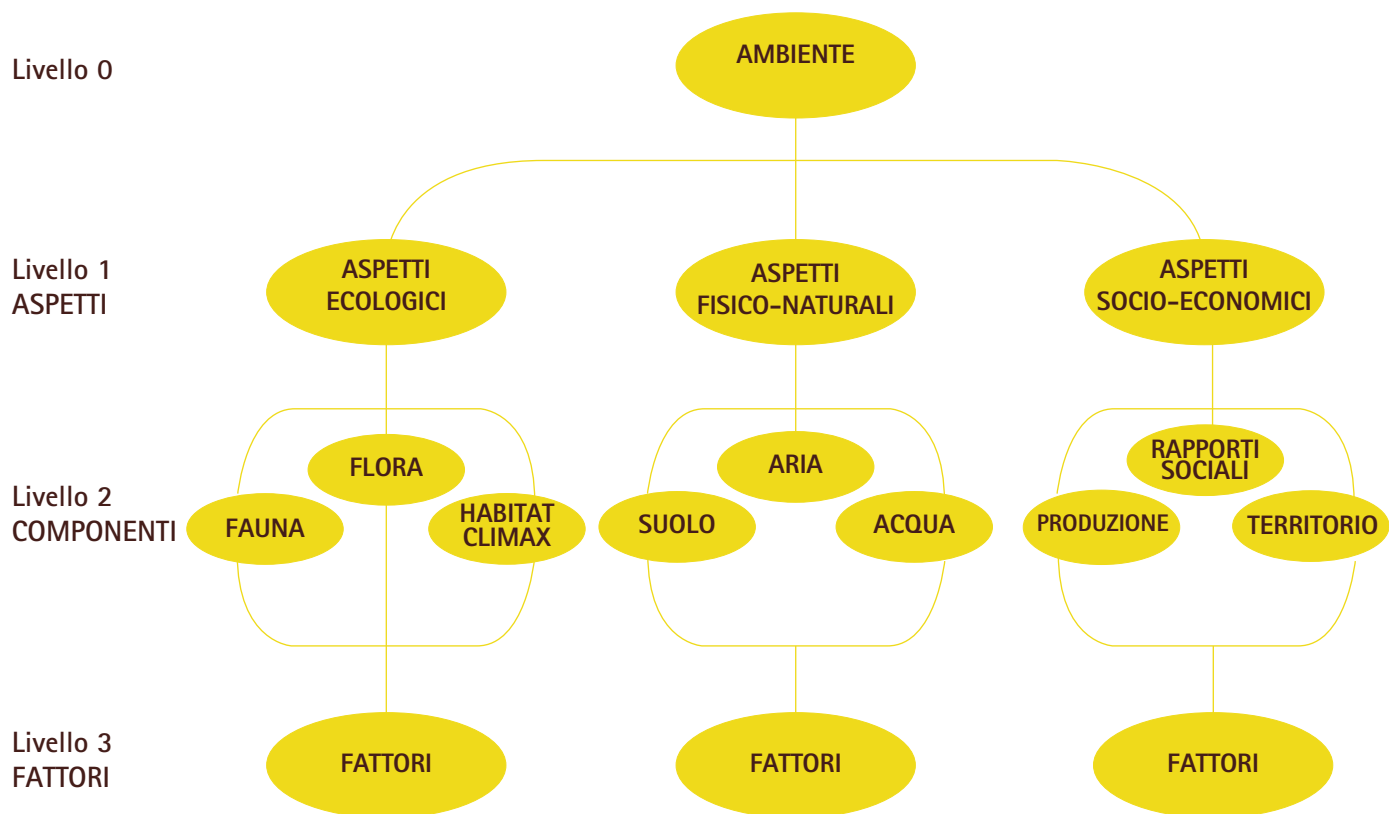 Livello 0
AMBIENTE
Livello 1
ASPETTI
ASPETTI
ECOLOGICI
ASPETTI
FISICO-NATURALI
ASPETTI
SOCIO-ECONOMICI
Livello 2
COMPONENTI
FAUNA
FLORA
HABITAT
CLIMAX
SUOLO
ARIA
ACQUA
PRODUZIONE
RAPPORTI
SOCIALI
TERRITORIO
Livello 3
FATTORI
FATTORI
FATTORI
FATTORI